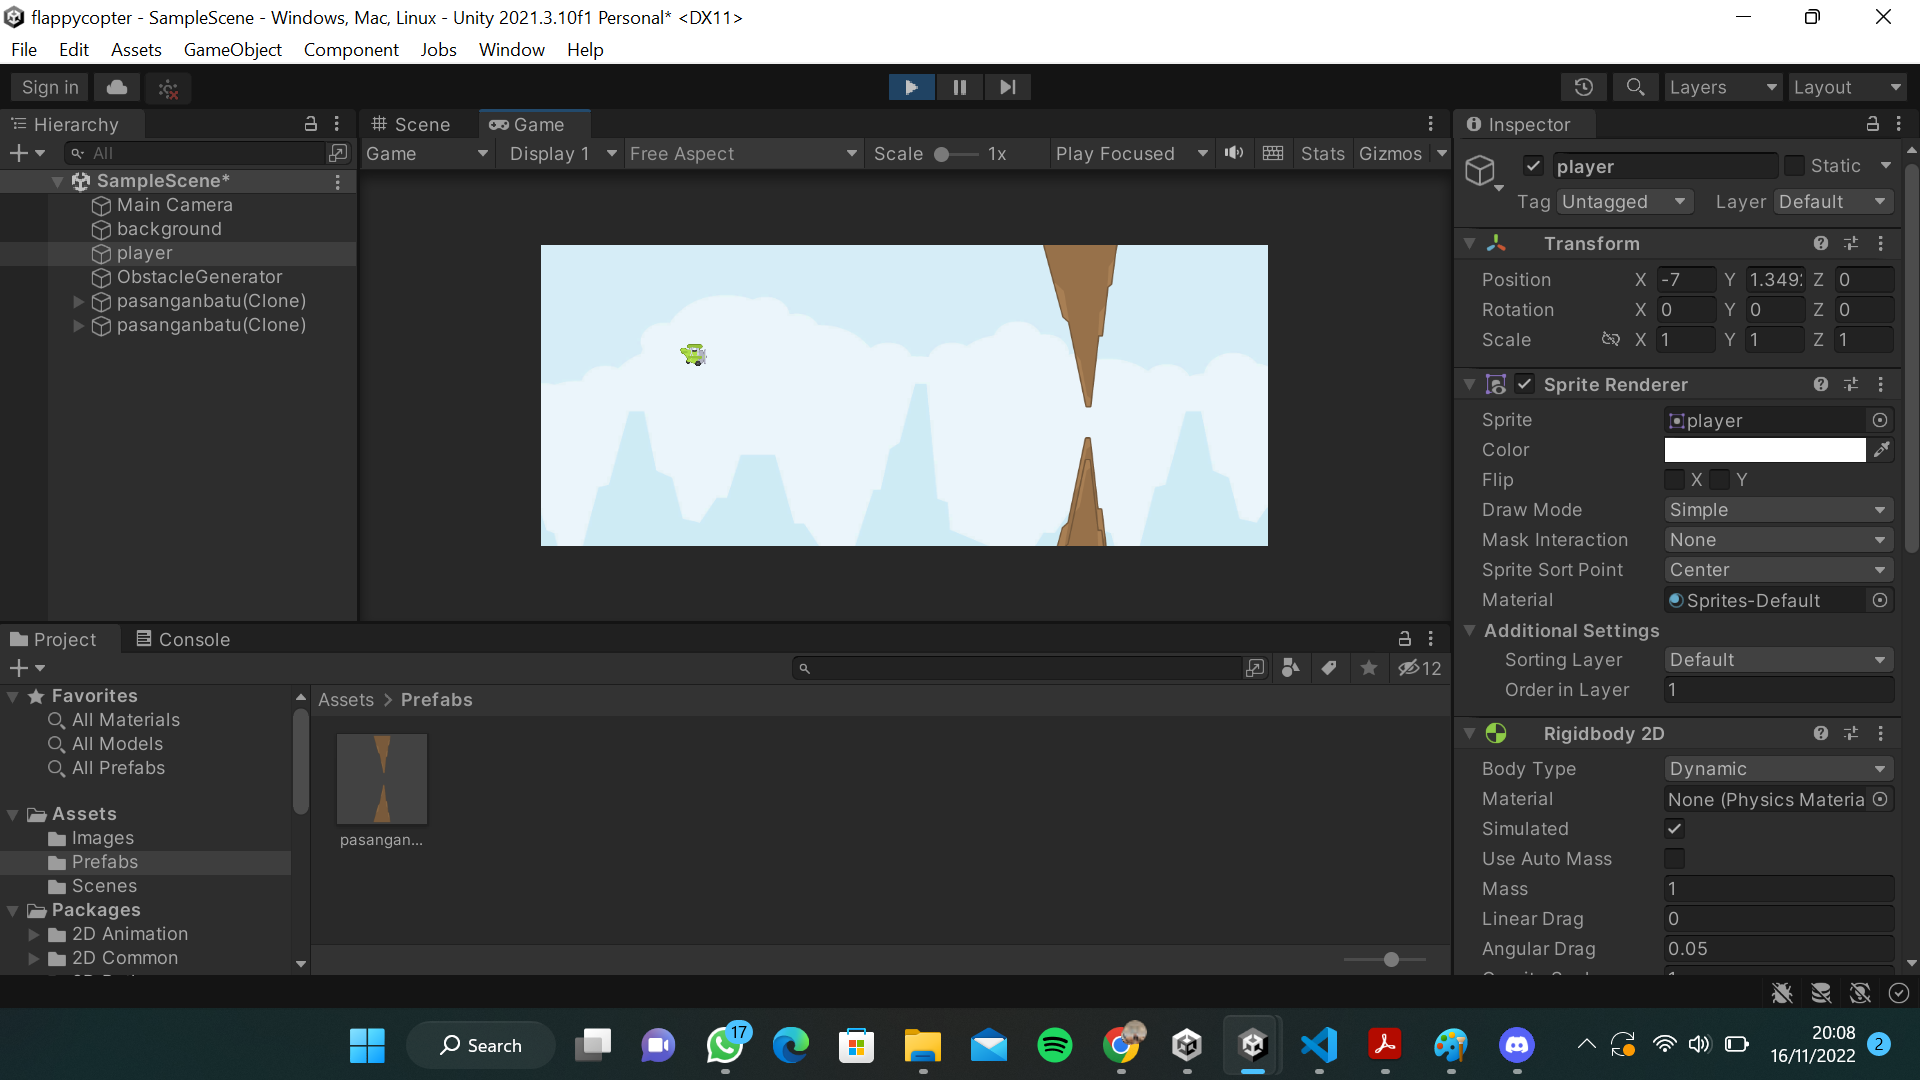 flappycopter - SampleScene - Windows, Mac, Linux - Unity 2021.3.10f1 Personal* <DX11>
File Edit Assets GameObject Component Jobs Window Help
Sign in
Layers Layout
Hierarchy
Scene Game
Inspector
All
Game Display 1 Free Aspect Scale 1x Play Focused Stats Gizmos
SampleScene*
Main Camera
background
player
ObstacleGenerator
pasanganbatu(Clone)
pasanganbatu(Clone)
player Static
Tag Untagged Layer Default
Transform
Position X -7 Y 1.349 Z 0
Rotation X 0 Y 0 Z 0
Scale X 1 Y 1 Z 1
Sprite Renderer
Sprite player
Color
Flip X Y
Draw Mode Simple
Mask Interaction None
Sprite Sort Point Center
Material Sprites-Default
Additional Settings
Sorting Layer Default
Order in Layer 1
Rigidbody 2D
Body Type Dynamic
Material None (Physics Materia
Simulated
Use Auto Mass
Mass 1
Linear Drag 0
Angular Drag 0.05
Project Console
12
Favorites
All Materials
All Models
All Prefabs
Assets
Images
Prefabs
Scenes
Packages
2D Animation
2D Common
Assets > Prefabs
pasangan...
Search
17
20:08
16/11/2022
2